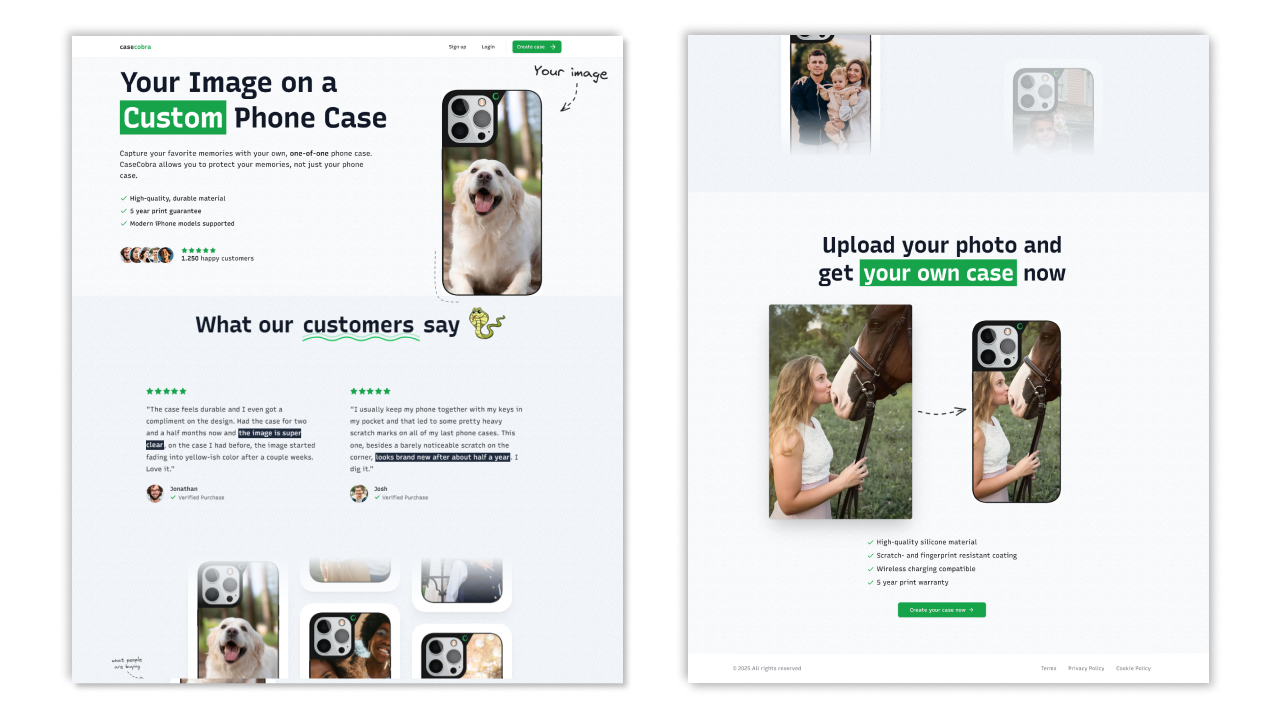 casecobra
Sign up
Login
Create case →
Your Image on a
Custom Phone Case
Your image
Capture your favorite memories with your own, one-of-one phone case.
CaseCobra allows you to protect your memories, not just your phone
case.
✓ High-quality, durable material
✓ 5 year print guarantee
✓ Modern iPhone models supported
1.250 happy customers
What our customers say
"The case feels durable and I even got a
compliment on the design. Had the case for two
and a half months now and the image is super
clear, on the case I had before, the image started
fading into yellow-ish color after a couple weeks.
Love it."
Jonathan
✓ Verified Purchase
"I usually keep my phone together with my keys in
my pocket and that led to some pretty heavy
scratch marks on all of my last phone cases. This
one, besides a barely noticeable scratch on the
corner, looks brand new after about half a year. I
dig it."
Josh
✓ Verified Purchase
what people
are buying
Upload your photo and
get your own case now
✓ High-quality silicone material
✓ Scratch- and fingerprint resistant coating
✓ Wireless charging compatible
✓ 5 year print warranty
Create your case now →
© 2025 All rights reserved
Terms
Privacy Policy
Cookie Policy